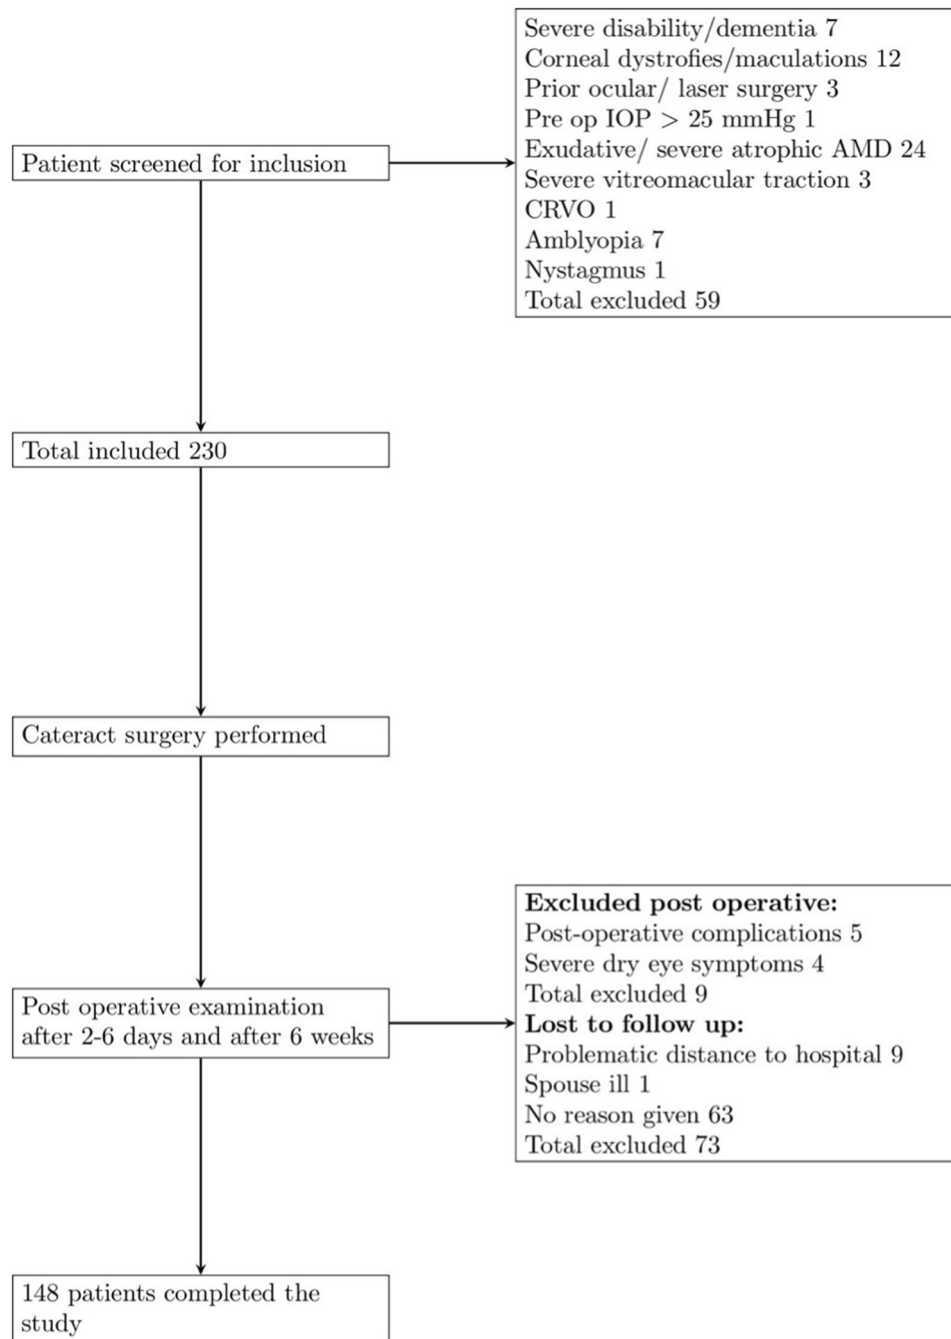 Patient screened for inclusion
Severe disability/dementia 7
Corneal dystrofies/maculations 12
Prior ocular/ laser surgery 3
Pre op IOP > 25 mmHg 1
Exudative/ severe atrophic AMD 24
Severe vitreomacular traction 3
CRVO 1
Amblyopia 7
Nystagmus 1
Total excluded 59
Total included 230
Cateract surgery performed
Post operative examination
after 2-6 days and after 6 weeks
Excluded post operative:
Post-operative complications 5
Severe dry eye symptoms 4
Total excluded 9
Lost to follow up:
Problematic distance to hospital 9
Spouse ill 1
No reason given 63
Total excluded 73
148 patients completed the
study